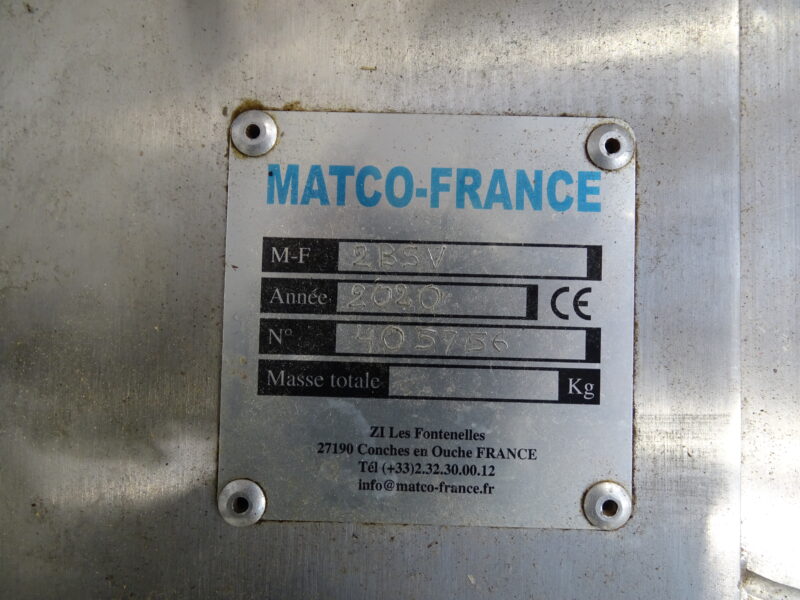 MATCO-FRANCE
M-F 2BSV
Année 2020 CE
N° 405756
Masse totale Kg
ZI Les Fontenelles
27190 Conches en Ouche FRANCE
Tél (+33)2.32.30.00.12
info@matco-france.fr